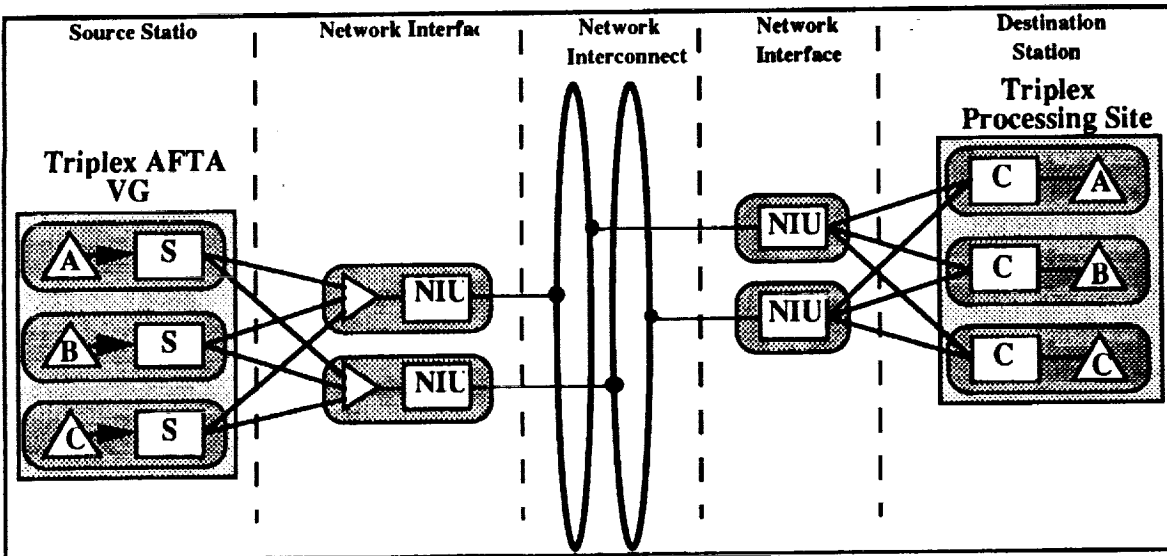 Source Statio
Network Interfac
Network
Interconnect
Network
Interface
Destination
Station
Triplex AFTA
VG
Triplex
Processing Site
A
S
B
S
C
S
NIU
NIU
NIU
NIU
C
A
C
B
C
C